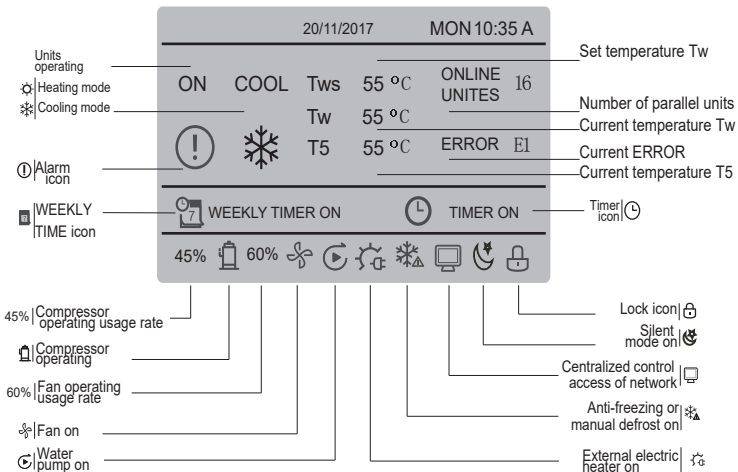 20/11/2017 MON 10:35 A
Units
operating
Heating mode
Cooling mode
Alarm
icon
WEEKLY
TIME icon
ON COOL Tws 55 °C ONLINE
UNITES 16
Tw 55 °C
T5 55 °C ERROR E1
7 WEEKLY TIMER ON TIMER ON
45% 60%
Set temperature Tw
Number of parallel units
Current temperature Tw
Current ERROR
Current temperature T5
Timer
icon
45% Compressor
operating usage rate
Compressor
operating
60% Fan operating
usage rate
Fan on
Water
pump on
Lock icon
Silent
mode on
Centralized control
access of network
Anti-freezing or
manual defrost on
External electric
heater on